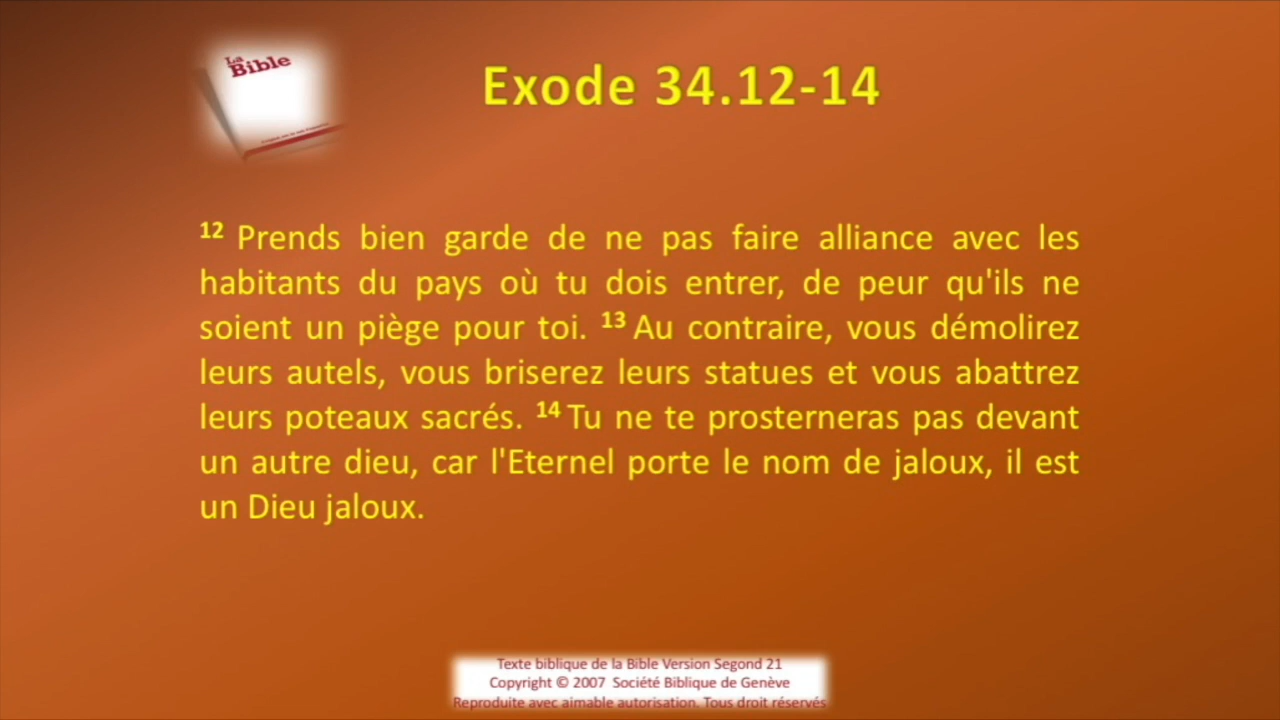 La
Bible
Exode 34.12-14
12 Prends bien garde de ne pas faire alliance avec les
habitants du pays où tu dois entrer, de peur qu'ils ne
soient un piège pour toi. 13 Au contraire, vous démolirez
leurs autels, vous briserez leurs statues et vous abattrez
leurs poteaux sacrés. 14 Tu ne te prosterneras pas devant
un autre dieu, car l'Eternel porte le nom de jaloux, il est
un Dieu jaloux.
Texte biblique de la Bible Version Segond 21
Copyright © 2007 Société Biblique de Genève
Reproduite avec aimable autorisation. Tous droit réservés